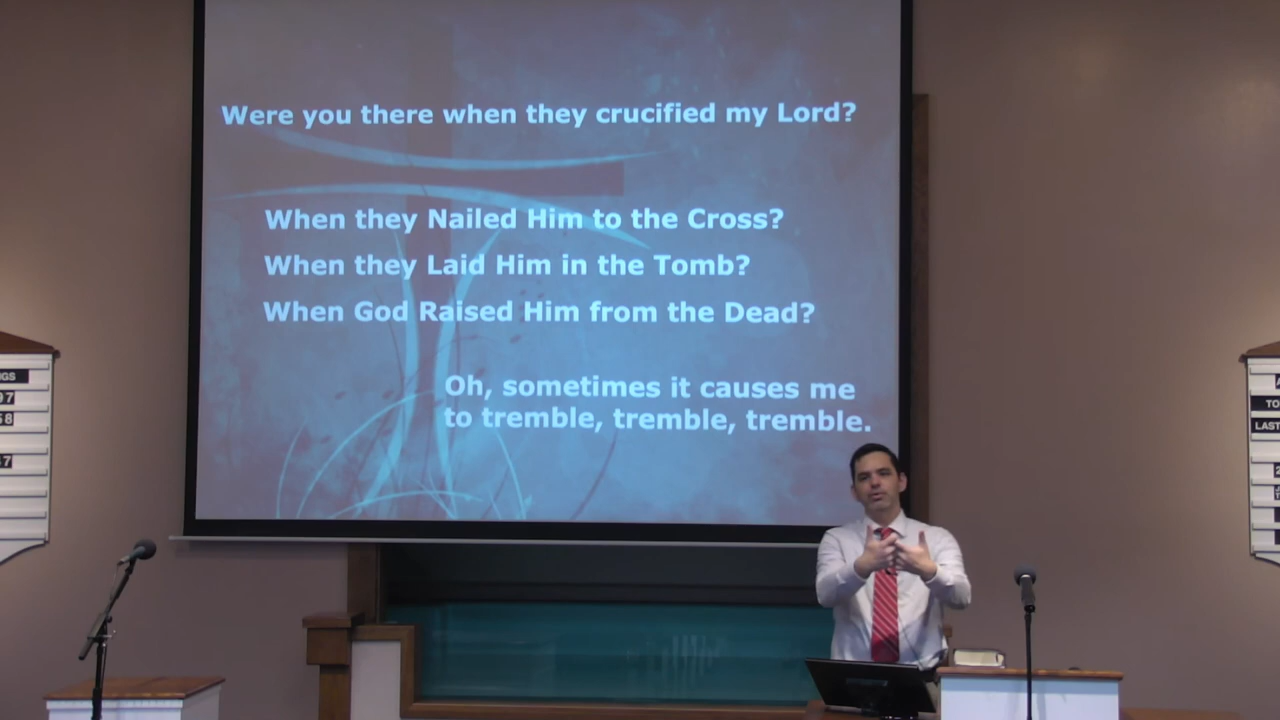 Were you there when they crucified my Lord?
When they Nailed Him to the Cross?
When they Laid Him in the Tomb?
When God Raised Him from the Dead?
Oh, sometimes it causes me
to tremble, tremble, tremble.
LAST